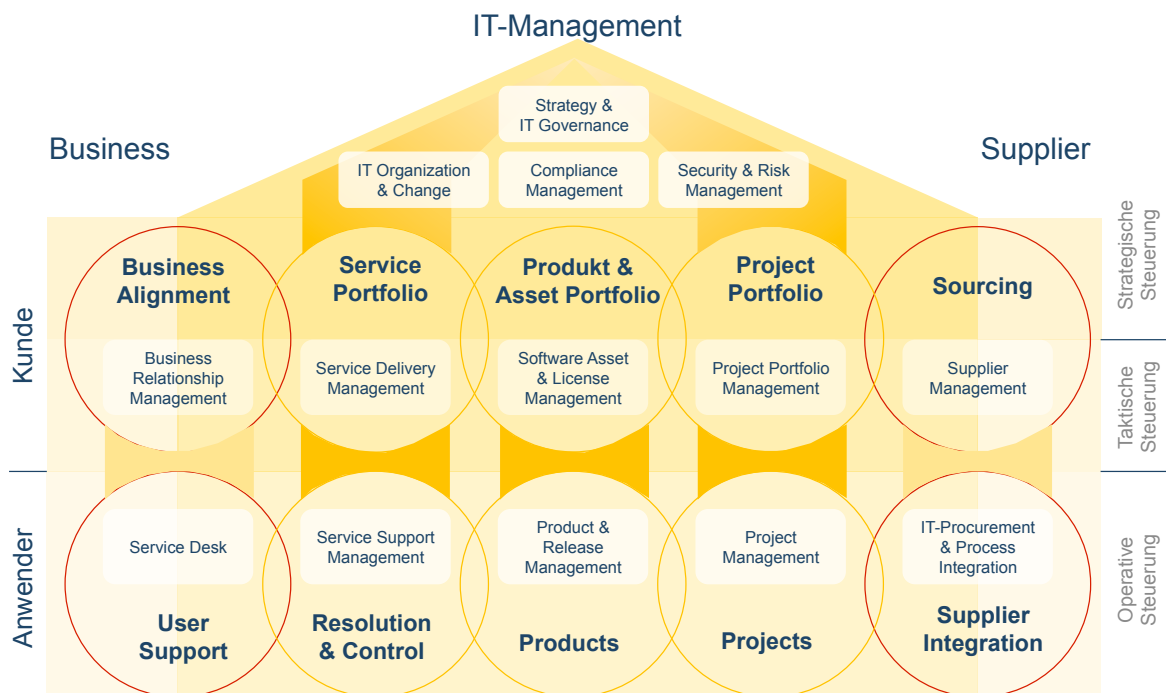 IT-Management
Strategy &
IT Governance
Business
Supplier
IT Organization
& Change
Compliance
Management
Security & Risk
Management
Business
Alignment
Service
Portfolio
Produkt &
Asset Portfolio
Project
Portfolio
Sourcing
Strategische
Steuerung
Kunde
Business
Relationship
Management
Service Delivery
Management
Software Asset
& License
Management
Project Portfolio
Management
Supplier
Management
Taktische
Steuerung
Anwender
Service Desk
Service Support
Management
Product &
Release
Management
Project
Management
IT-Procurement
& Process
Integration
Operative
Steuerung
User
Support
Resolution
& Control
Products
Projects
Supplier
Integration